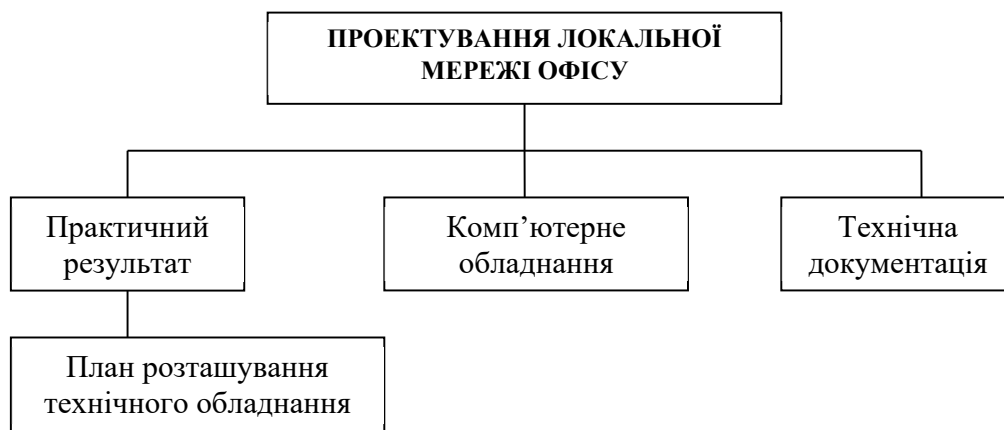 ПРОЕКТУВАННЯ ЛОКАЛЬНОЇ
МЕРЕЖІ ОФІСУ
Практичний
результат
Комп’ютерне
обладнання
Технічна
документація
План розташування
технічного обладнання